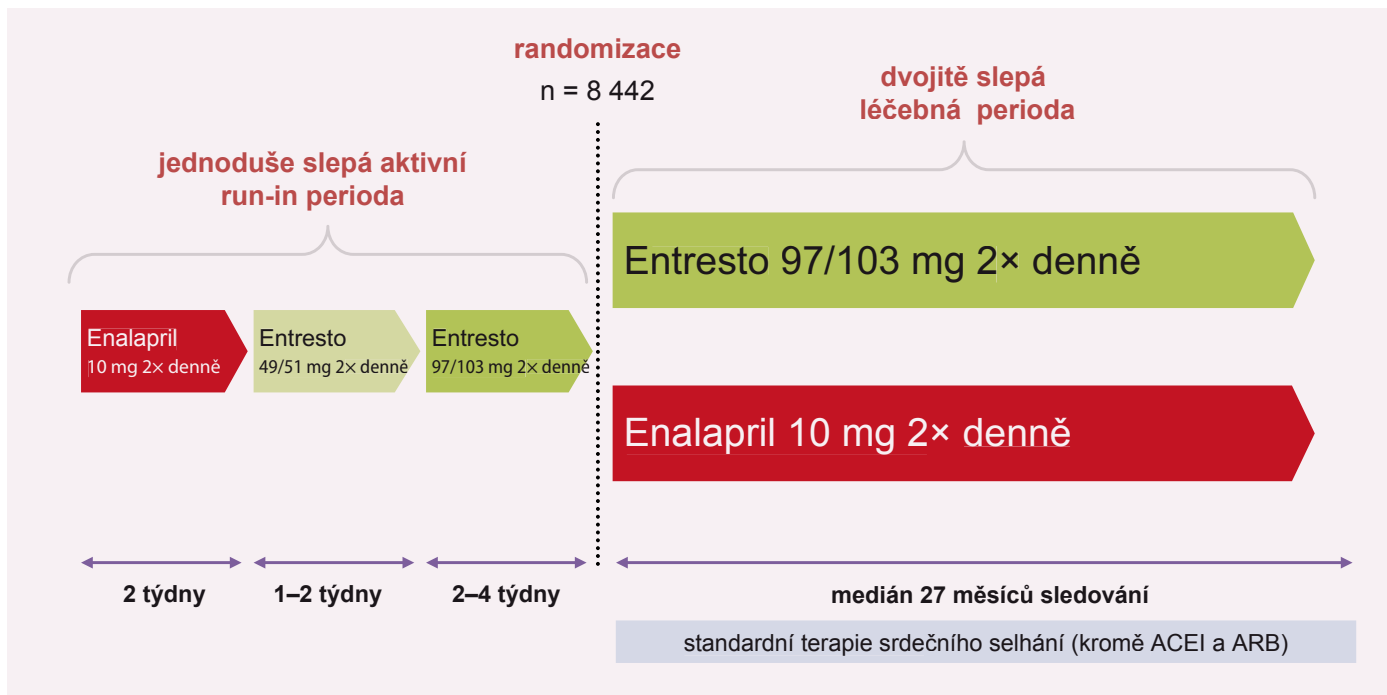 randomizace
n = 8 442
dvojitě slepá
léčebná perioda
jednoduše slepá aktivní
run-in perioda
Entresto 97/103 mg 2× denně
Enalapril
10 mg 2× denně
Entresto
49/51 mg 2× denně
Entresto
97/103 mg 2× denně
Enalapril 10 mg 2× denně
2 týdny
1–2 týdny
2–4 týdny
medián 27 měsíců sledování
standardní terapie srdečního selhání (kromě ACEI a ARB)